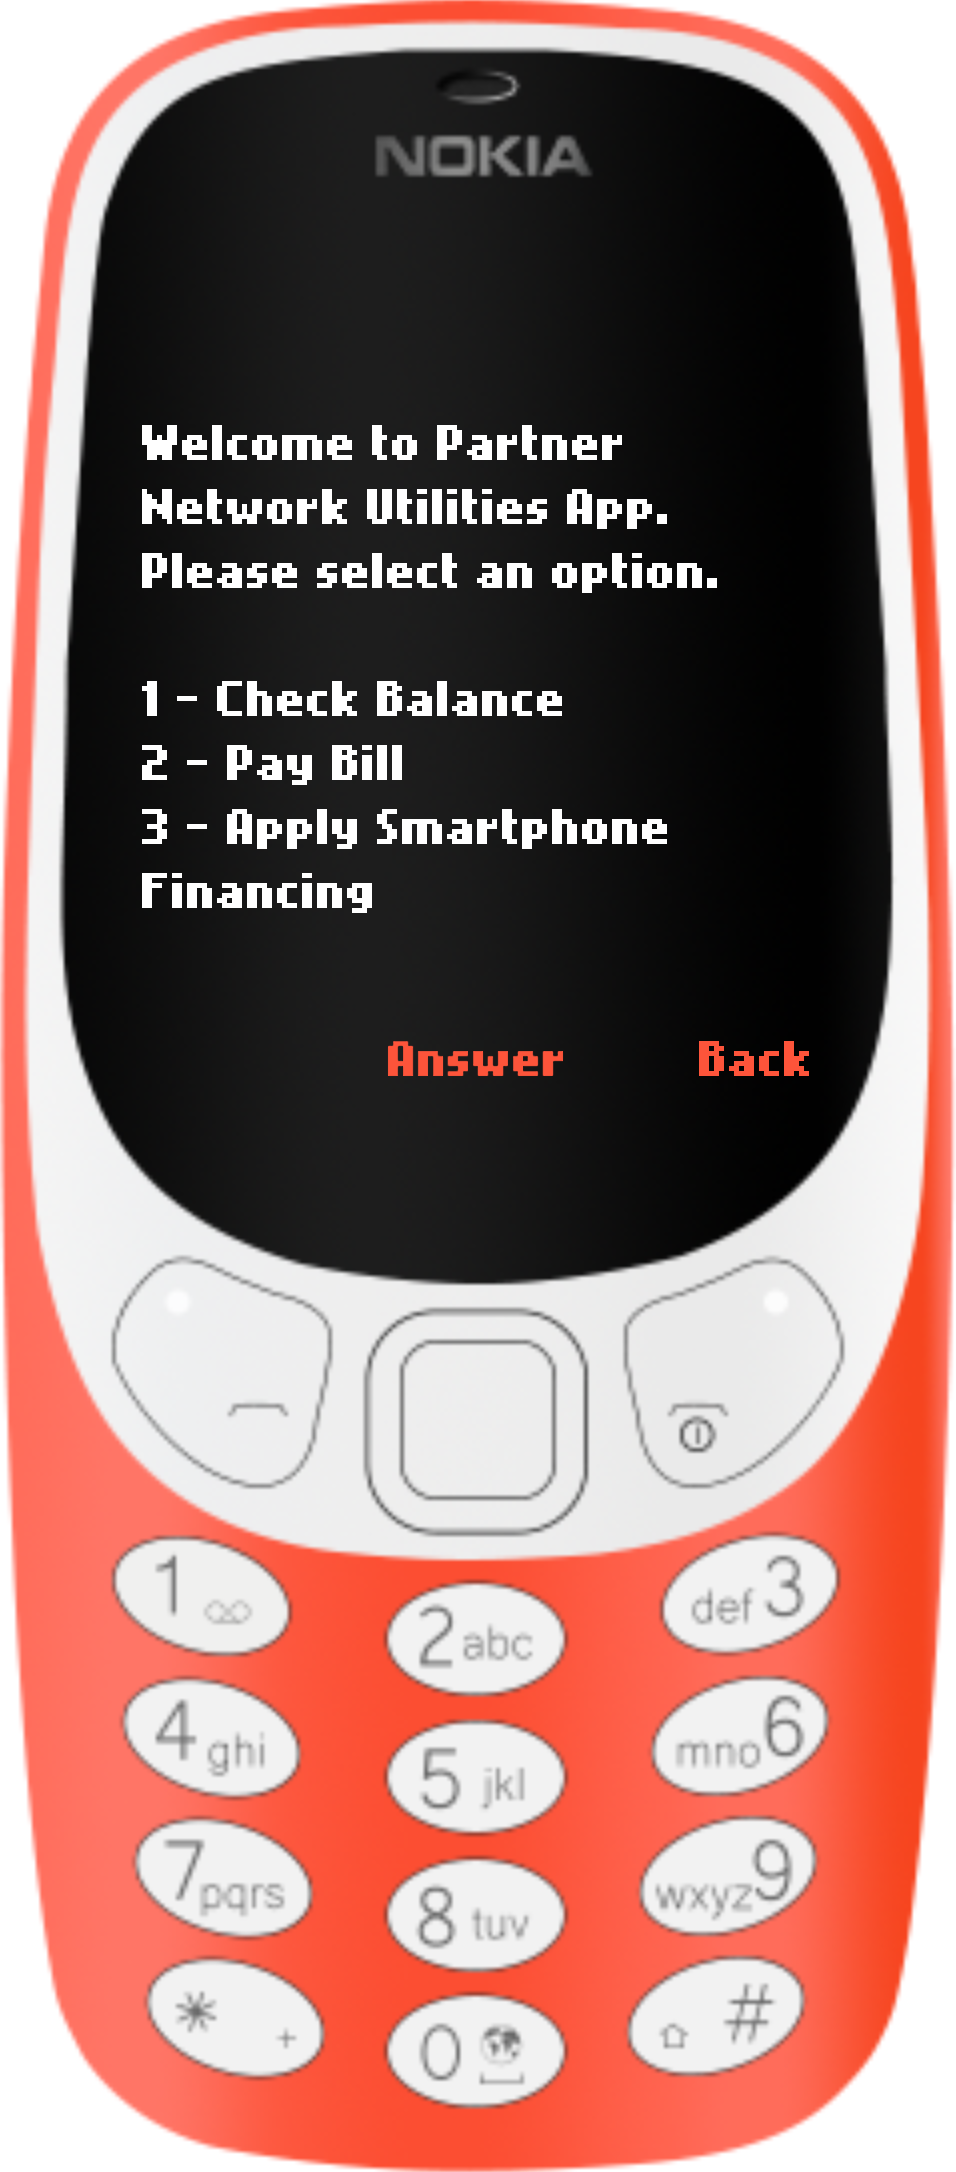 NOKIA
Welcome to Partner
Network Utilities App.
Please select an option.
1 - Check Balance
2 - Pay Bill
3 - Apply Smartphone
Financing
Answer Back
1
2 abc
def 3
4 ghi
5 jkl
mno 6
7 pqrs
8 tuv
wxyz 9
* +
0
#